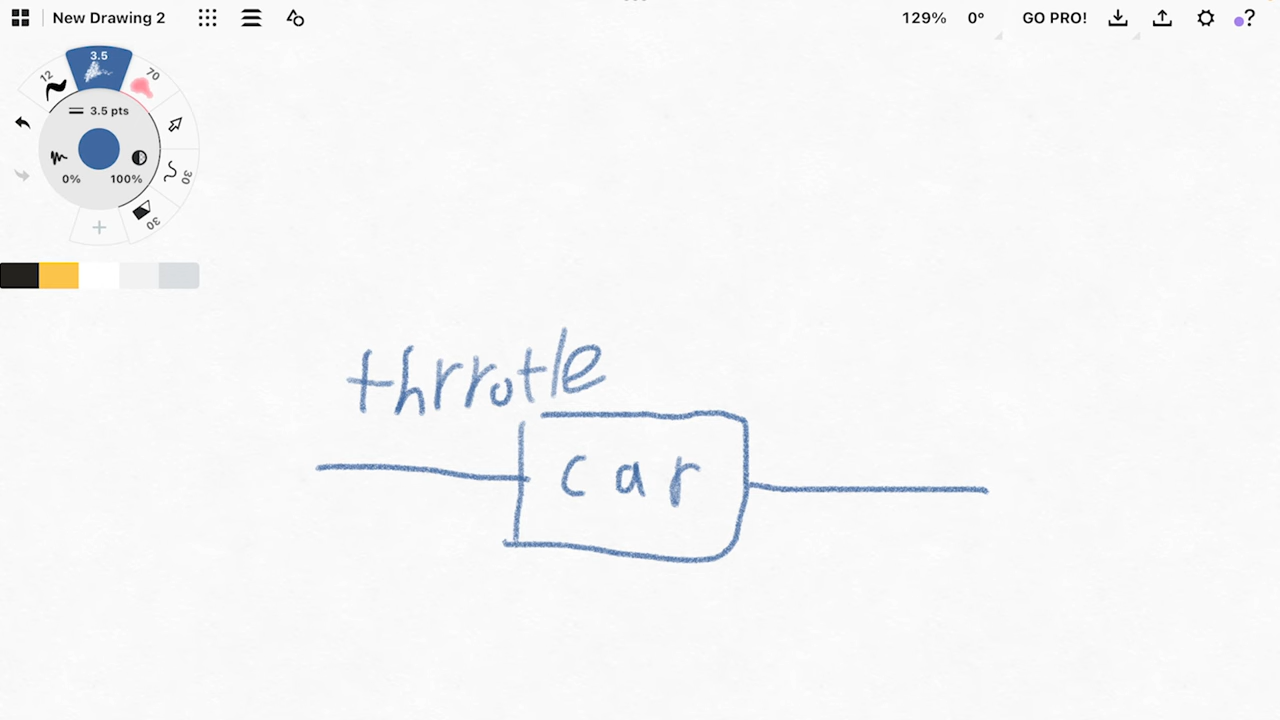 New Drawing 2
129% 0° GO PRO! ?
3.5
12
70
3.5 pts
0% 100%
30
30
thrrotle
car